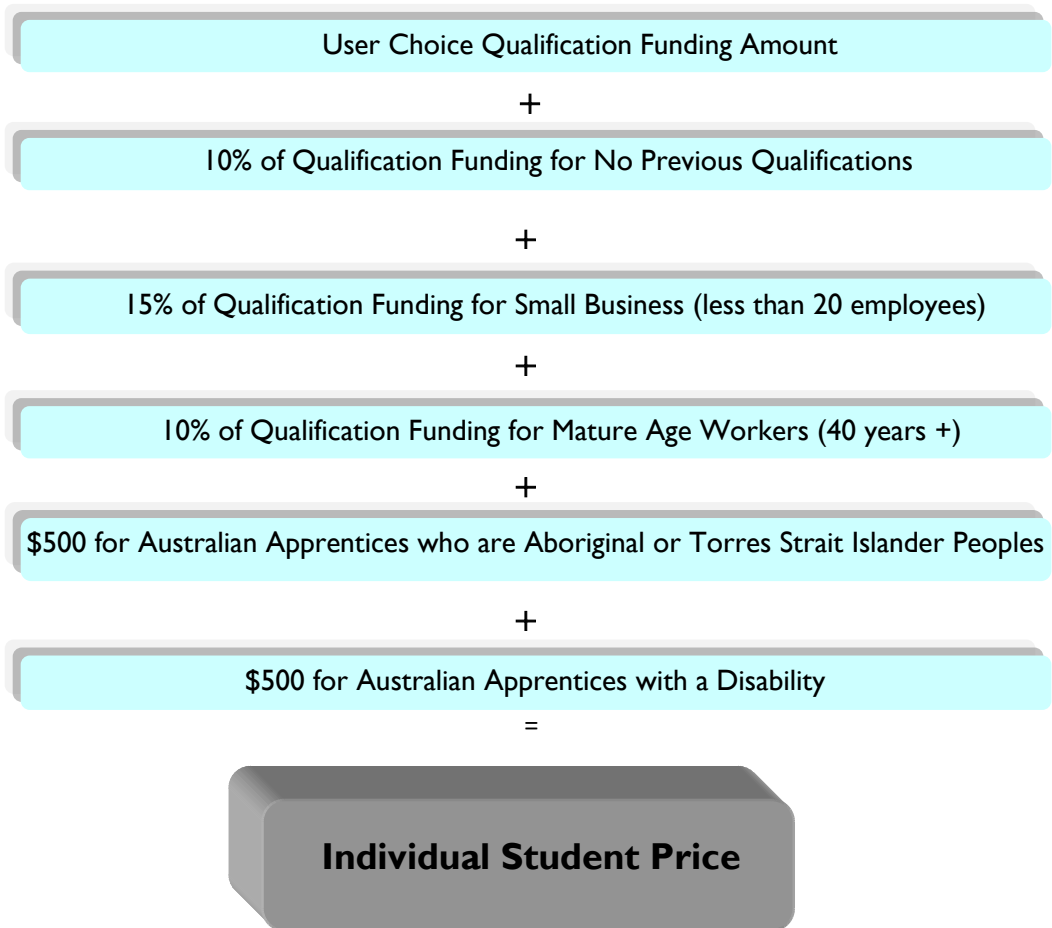 User Choice Qualification Funding Amount
+
10% of Qualification Funding for No Previous Qualifications
+
15% of Qualification Funding for Small Business (less than 20 employees)
+
10% of Qualification Funding for Mature Age Workers (40 years +)
+
$500 for Australian Apprentices who are Aboriginal or Torres Strait Islander Peoples
+
$500 for Australian Apprentices with a Disability
=
Individual Student Price